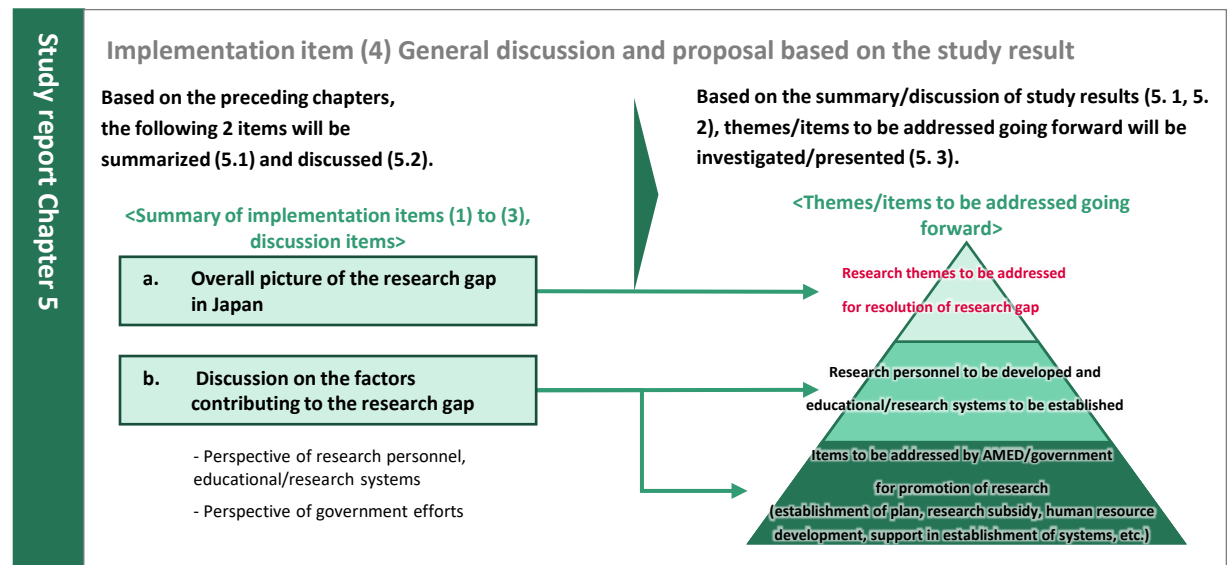 Study report Chapter 5
Implementation item (4) General discussion and proposal based on the study result
Based on the preceding chapters,
the following 2 items will be
summarized (5.1) and discussed (5.2).
<Summary of implementation items (1) to (3),
discussion items>
a. Overall picture of the research gap
in Japan
b. Discussion on the factors
contributing to the research gap
- Perspective of research personnel,
educational/research systems
- Perspective of government efforts
Based on the summary/discussion of study results (5. 1, 5.
2), themes/items to be addressed going forward will be
investigated/presented (5. 3).
<Themes/items to be addressed going
forward>
Research themes to be addressed
for resolution of research gap
Research personnel to be developed and
educational/research systems to be established
Items to be addressed by AMED/government
for promotion of research
(establishment of plan, research subsidy, human resource
development, support in establishment of systems, etc.)